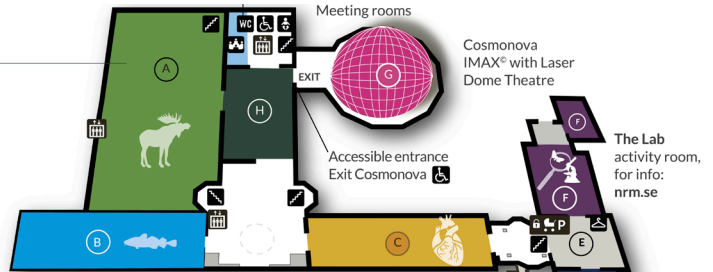 Meeting rooms
WC
A
EXIT
G
Cosmonova
IMAX© with Laser
Dome Theatre
H
F
The Lab
activity room,
for info:
nrm.se
Accessible entrance
Exit Cosmonova
F
P
B
C
E